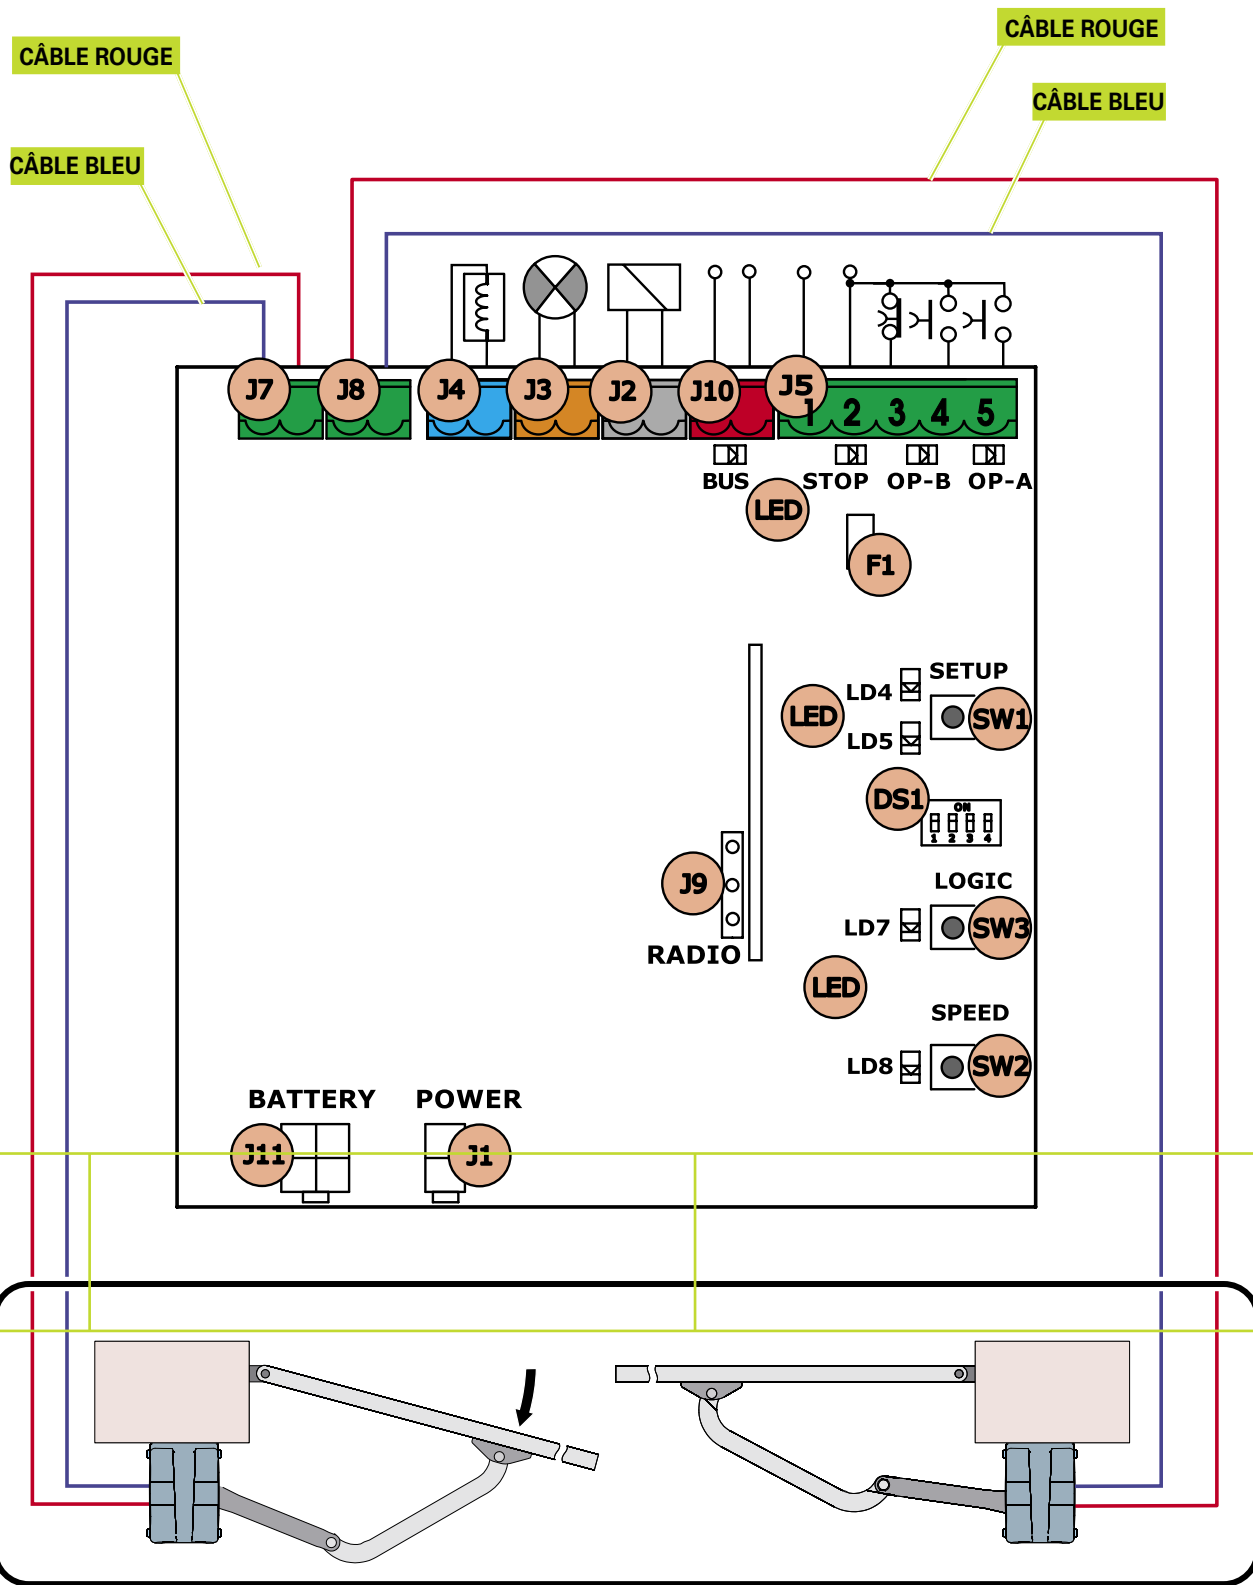 CÂBLE ROUGE
CÂBLE ROUGE
CÂBLE BLEU
CÂBLE BLEU
J7 J8 J4 J3 J2 J10 J5
1 2 3 4 5
BUS STOP OP-B OP-A
LED
F1
SETUP
LD4
LED SW1
LD5
DS1
ON
1 2 3 4
LOGIC
J9
LD7 SW3
RADIO
LED
SPEED
LD8 SW2
BATTERY POWER
J11 J1